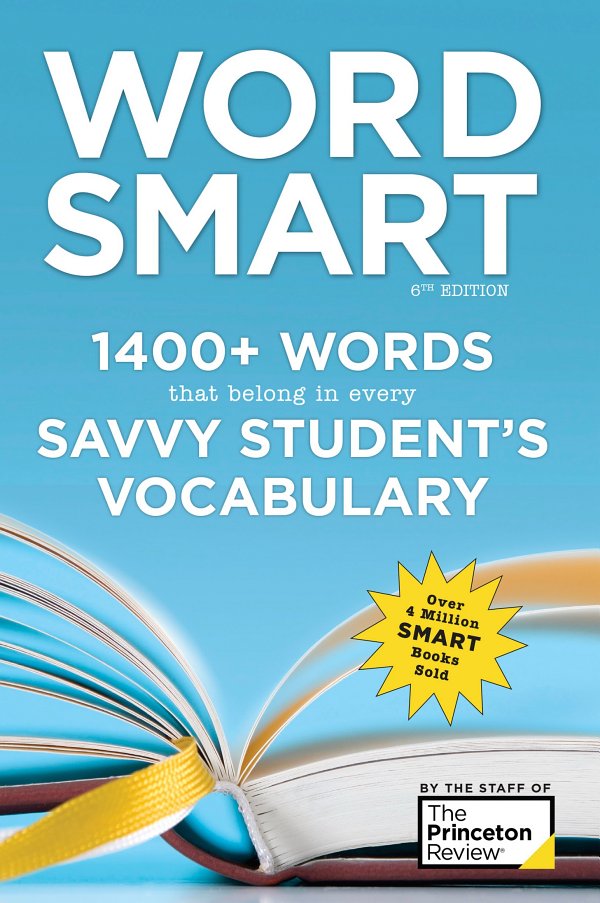 WORD
SMART
6TH EDITION
1400+ WORDS
that belong in every
SAVVY STUDENT'S
VOCABULARY
Over
4 Million
SMART
Books
Sold
BY THE STAFF OF
The
Princeton
Review®